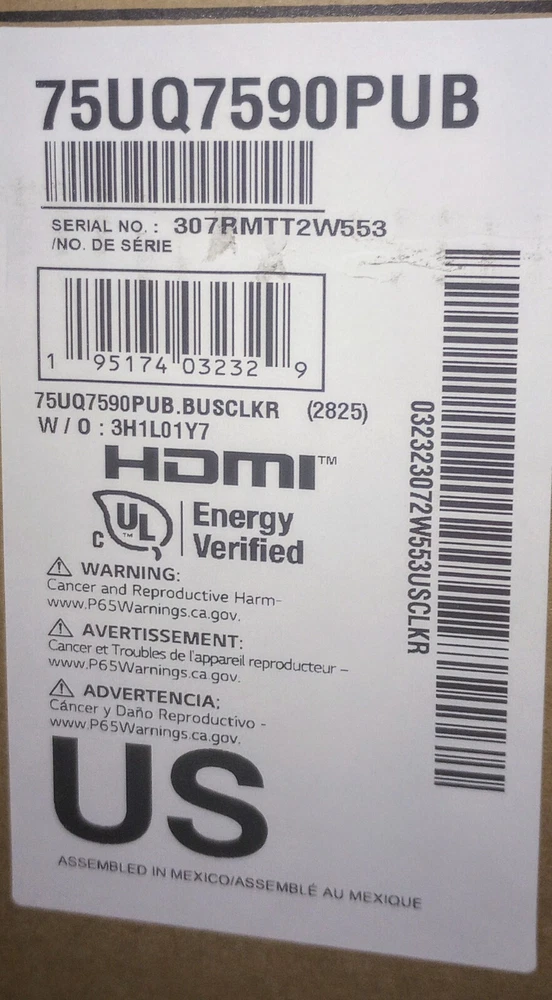 75UQ7590PUB
SERIAL NO. : 307RMTT2W553
/NO. DE SÉRIE
1 95174 03232 9
75UQ7590PUB.BUSCLKR (2825)
W / O : 3H1L01Y7
HDMI™
C UL™ Energy
Verified
⚠ WARNING:
Cancer and Reproductive Harm-
www.P65Warnings.ca.gov.
⚠ AVERTISSEMENT:
Cancer et Troubles de l'appareil reproducteur –
www.P65Warnings.ca gov.
⚠ ADVERTENCIA:
Cáncer y Daño Reproductivo -
www.P65Warnings.ca.gov.
US
ASSEMBLED IN MEXICO/ASSEMBLÉ AU MEXIQUE
032323072W553USCLKR